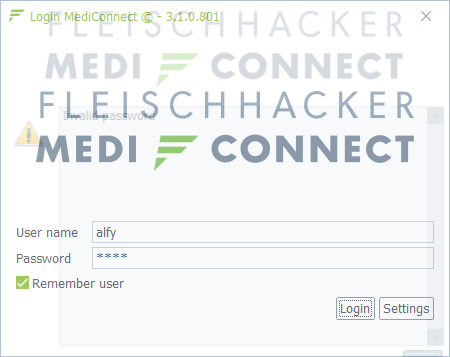 Login MediConnect © - 3.1.0.801
FLEISCHHACKER
MEDI CONNECT
FLEISCHHACKER
Invalid password
MEDI CONNECT
User name
alfy
Password
****
Remember user
Login
Settings